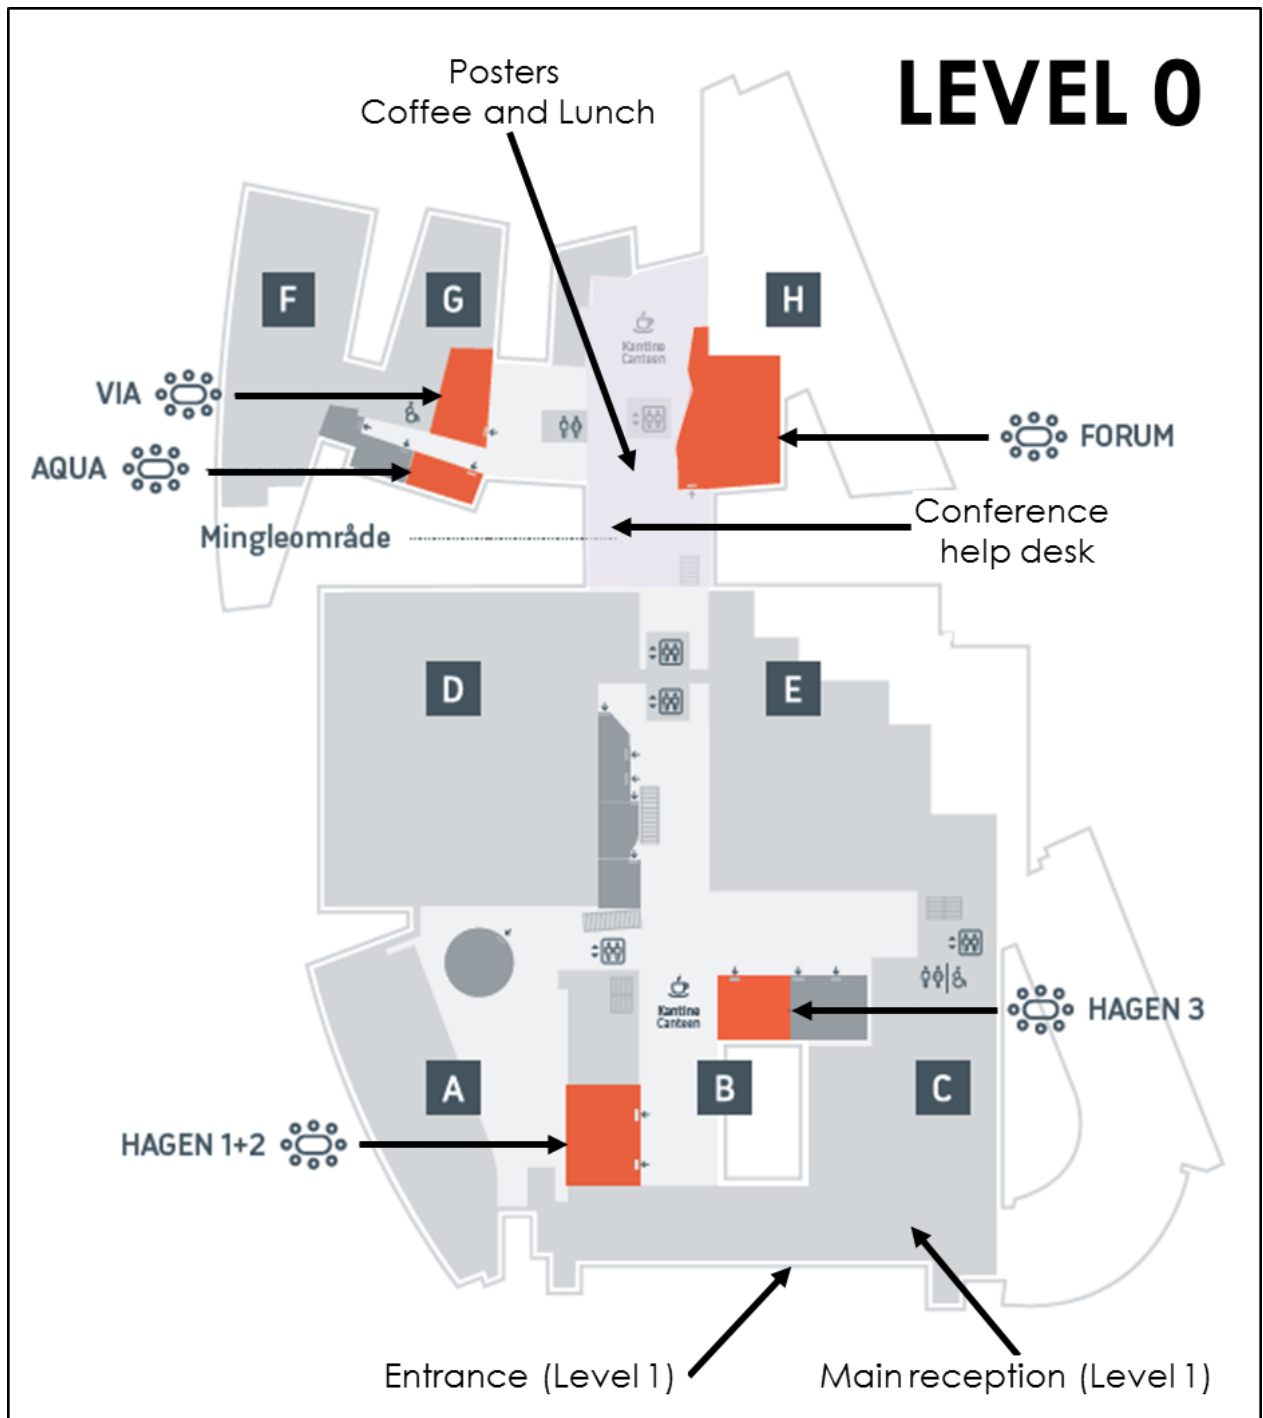 LEVEL 0
Posters
Coffee and Lunch
F
G
H
Kantine
Canteen
VIA
FORUM
AQUA
Conference
help desk
Mingleområde
D
E
Kantine
Canteen
HAGEN 3
A
B
C
HAGEN 1+2
Entrance (Level 1)
Main reception (Level 1)